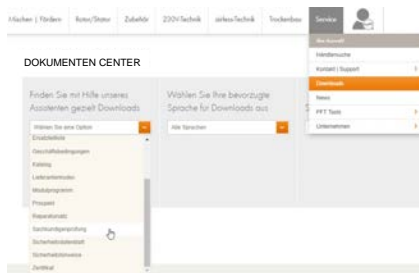 Mischen | Fördern Rotor/Stator Zubehör 230V-Technik airless-Technik Trockenbau Service
Händlersuche
Kontakt | Support
Downloads
News
PFT Tools
Unternehmen
DOKUMENTEN CENTER
Finden Sie mit Hilfe unseres
Assistenten gezielt Downloads
Wählen Sie eine Option
Wählen Sie Ihre bevorzugte
Sprache für Downloads aus
Alle Sprachen
S
Ersatzteilliste
Geschäftsbedingungen
Katalog
Lieferantenkodex
Modulprogramm
Prospekt
Reparatursatz
Sachkundigenprüfung
Sicherheitsdatenblatt
Sicherheitshinweise
Zertifikat